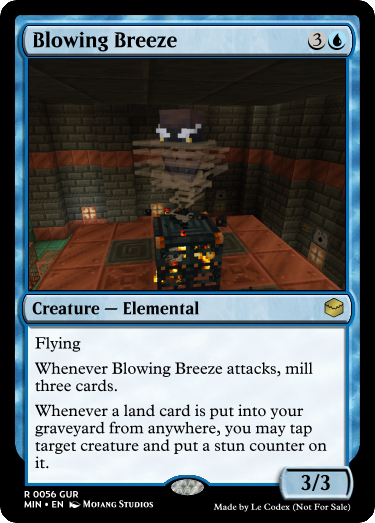 Blowing Breeze 3
Creature — Elemental
Flying
Whenever Blowing Breeze attacks, mill
three cards.
Whenever a land card is put into your
graveyard from anywhere, you may tap
target creature and put a stun counter on
it.
3/3
R 0056 GUR
MIN • EN Mojang Studios
Made by Le Codex (Not For Sale)